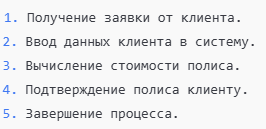 1. Получение заявки от клиента.
2. Ввод данных клиента в систему.
3. Вычисление стоимости полиса.
4. Подтверждение полиса клиенту.
5. Завершение процесса.